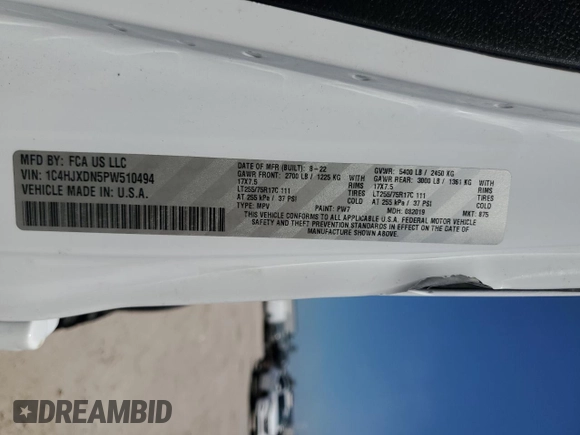 MFD BY: FCA US LLC
VIN: 1C4HJXDN5PW510494
VEHICLE MADE IN U.S.A.
DATE OF MFR (BUILT): 9-22
GAWR FRONT: 2700 LB / 1225 KG WITH
17X7.5 TIRES
LT255/75R17C 111
AT 255 kPa / 37 PSI COLD
TYPE: MPV PAINT: PW7
GVWR: 5400 LB / 2450 KG
GAWR REAR: 3000 LB / 1361 KG WITH
17X7.5 TIRES
LT255/75R17C 111
AT 255 kPa / 37 PSI COLD
MDH: 092019 MKT: 875
THIS VEHICLE CONFORMS TO ALL APPLICABLE U.S.A. FEDERAL MOTOR VEHICLE
SAFETY AND THEFT PREVENTION STANDARDS IN EFFECT ON THE DATE OF
MANUFACTURE SHOWN ABOVE.
DREAMBID